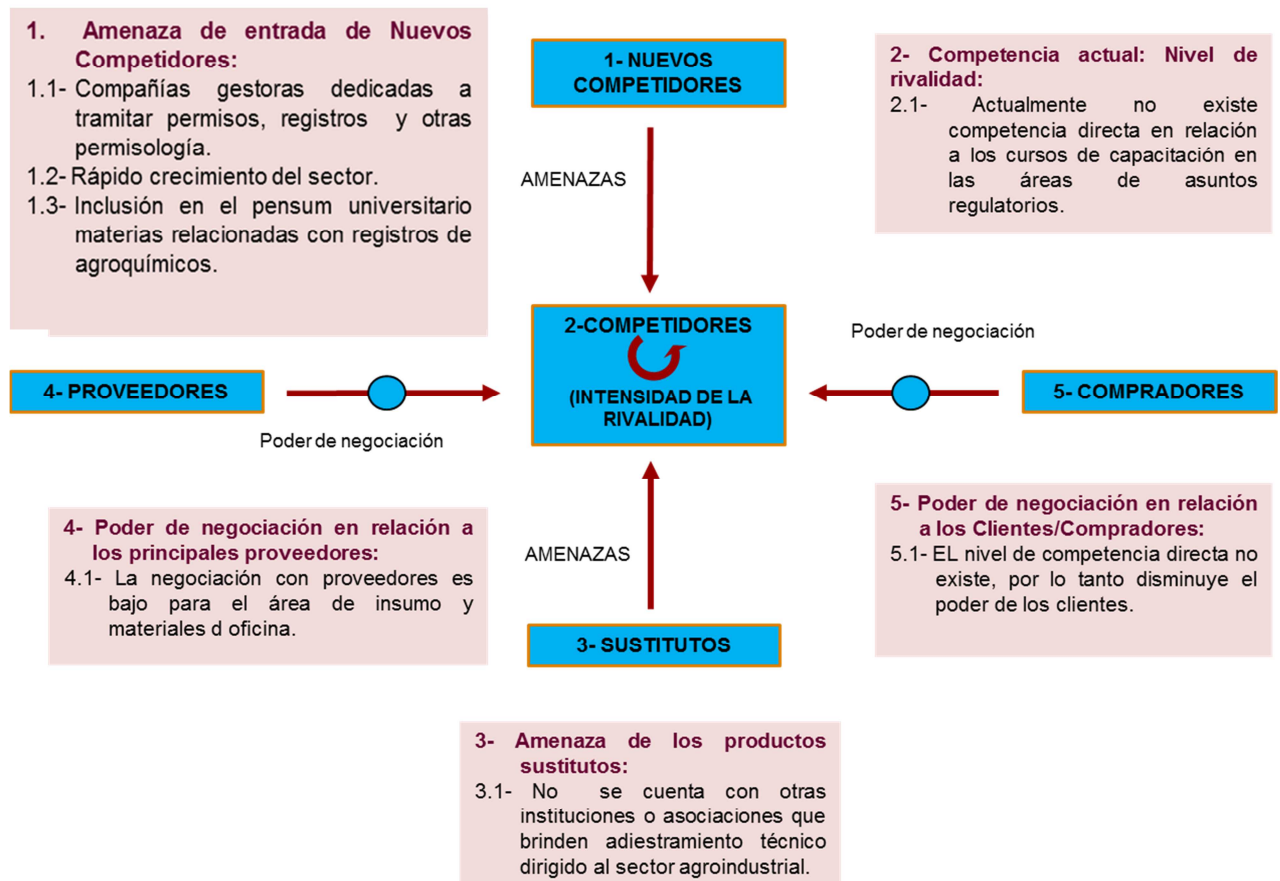 1. Amenaza de entrada de Nuevos
Competidores:
1.1- Compañías gestoras dedicadas a
tramitar permisos, registros y otras
permisología.
1.2- Rápido crecimiento del sector.
1.3- Inclusión en el pensum universitario
materias relacionadas con registros de
agroquímicos.
1- NUEVOS
COMPETIDORES
AMENAZAS
2- Competencia actual: Nivel de
rivalidad:
2.1- Actualmente no existe
competencia directa en relación
a los cursos de capacitación en
las áreas de asuntos
regulatorios.
2-COMPETIDORES
(INTENSIDAD DE LA
RIVALIDAD)
4- PROVEEDORES
Poder de negociación
Poder de negociación
5- COMPRADORES
4- Poder de negociación en relación a
los principales proveedores:
4.1- La negociación con proveedores es
bajo para el área de insumo y
materiales d oficina.
AMENAZAS
3- SUSTITUTOS
5- Poder de negociación en relación
a los Clientes/Compradores:
5.1- EL nivel de competencia directa no
existe, por lo tanto disminuye el
poder de los clientes.
3- Amenaza de los productos
sustitutos:
3.1- No se cuenta con otras
instituciones o asociaciones que
brinden adiestramiento técnico
dirigido al sector agroindustrial.